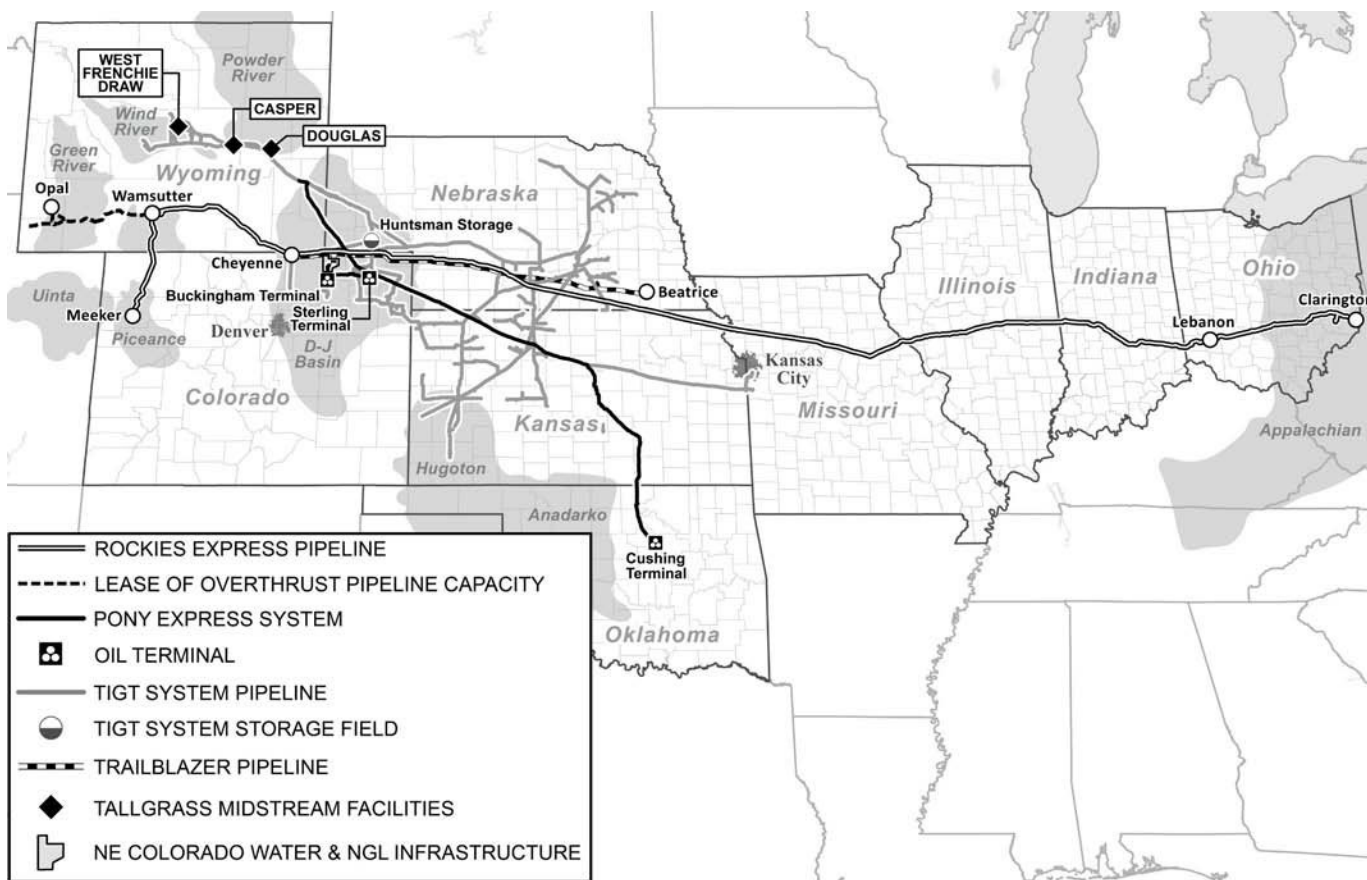 WEST
FRENCHIE
DRAW
Powder
River
CASPER
DOUGLAS
Wind
River
Green
River
Wyoming
Opal
Wamsutter
Nebraska
Huntsman Storage
Cheyenne
Uinta
Meeker
Piceance
Buckingham Terminal
Sterling
Terminal
Denver
D-J
Basin
Colorado
Beatrice
Kansas
City
Missouri
Kansas
Hugoton
Illinois
Indiana
Ohio
Clarington
Lebanon
Appalachian
Anadarko
Cushing
Terminal
Oklahoma
ROCKIES EXPRESS PIPELINE
LEASE OF OVERTHRUST PIPELINE CAPACITY
PONY EXPRESS SYSTEM
OIL TERMINAL
TIGT SYSTEM PIPELINE
TIGT SYSTEM STORAGE FIELD
TRAILBLAZER PIPELINE
TALLGRASS MIDSTREAM FACILITIES
NE COLORADO WATER & NGL INFRASTRUCTURE